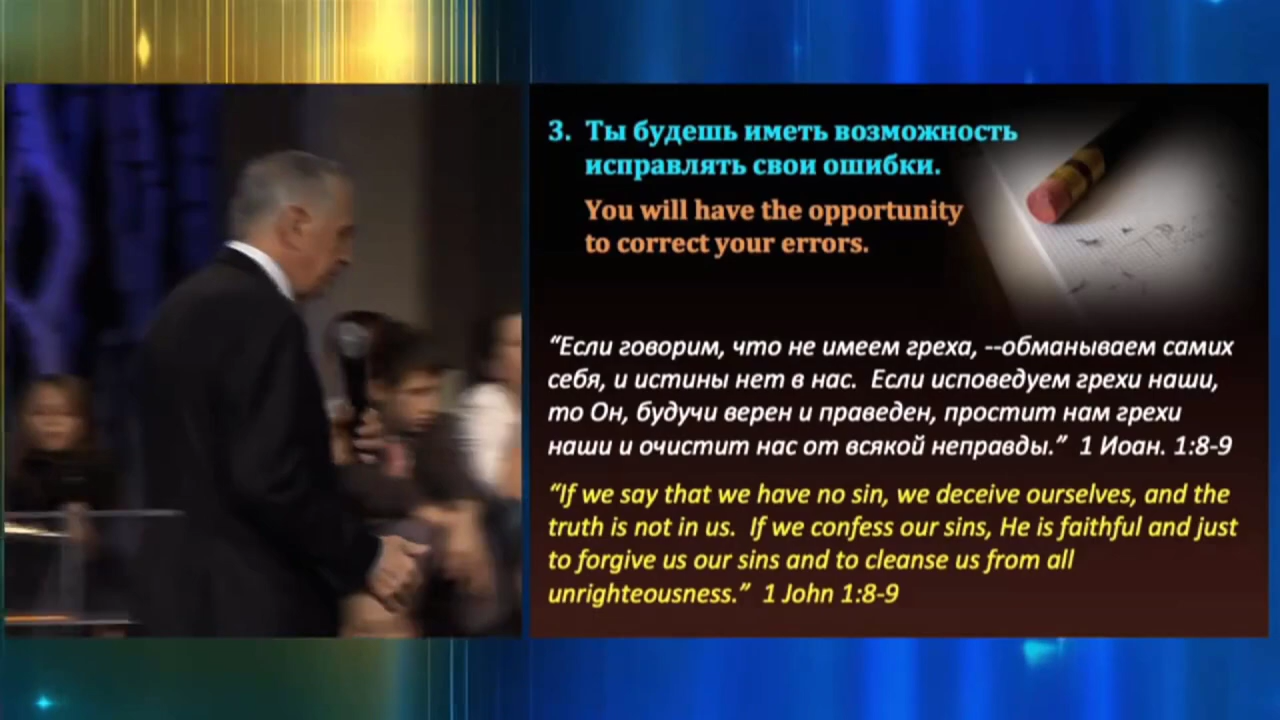 3. Ты будешь иметь возможность
исправлять свои ошибки.
You will have the opportunity
to correct your errors.
“Если говорим, что не имеем греха, --обманываем самих
себя, и истины нет в нас. Если исповедуем грехи наши,
то Он, будучи верен и праведен, простит нам грехи
наши и очистит нас от всякой неправды.” 1 Иоан. 1:8-9
“If we say that we have no sin, we deceive ourselves, and the
truth is not in us. If we confess our sins, He is faithful and just
to forgive us our sins and to cleanse us from all
unrighteousness.” 1 John 1:8-9